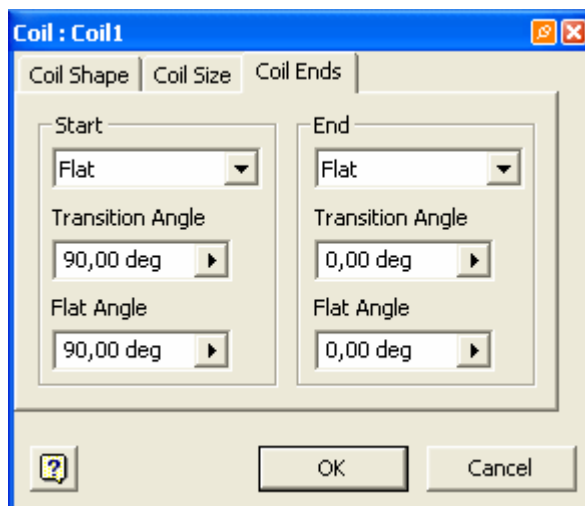 Coil : Coil1
Coil Shape Coil Size Coil Ends
Start End
Flat Flat
Transition Angle Transition Angle
90,00 deg 0,00 deg
Flat Angle Flat Angle
90,00 deg 0,00 deg
? OK Cancel